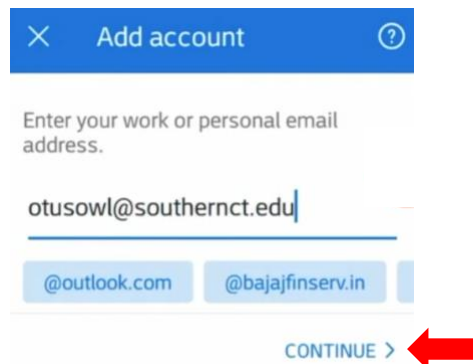 Add account
Enter your work or personal email
address.
otusowl@southernct.edu
@outlook.com @bajajfinserv.in
CONTINUE >